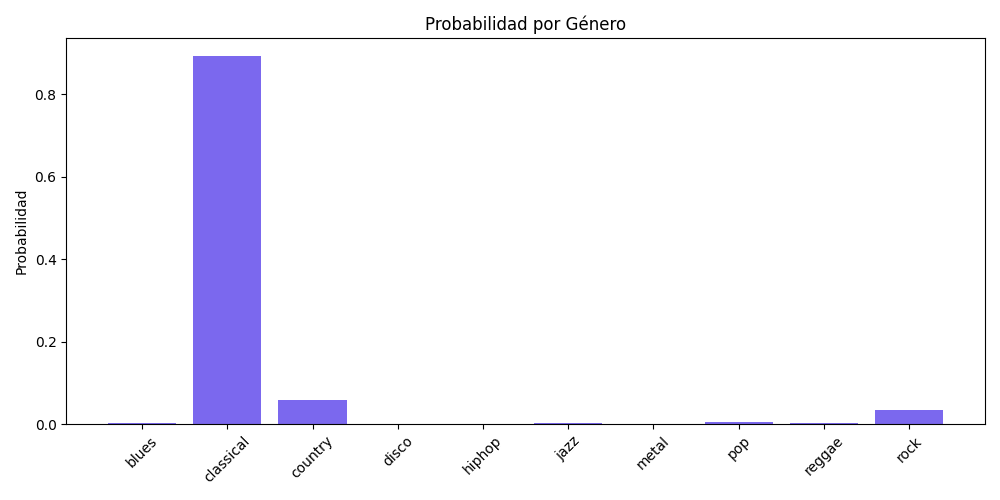 Probabilidad por Género
Probabilidad
0.8
0.6
0.4
0.2
0.0
blues
classical
country
disco
hiphop
jazz
metal
pop
reggae
rock